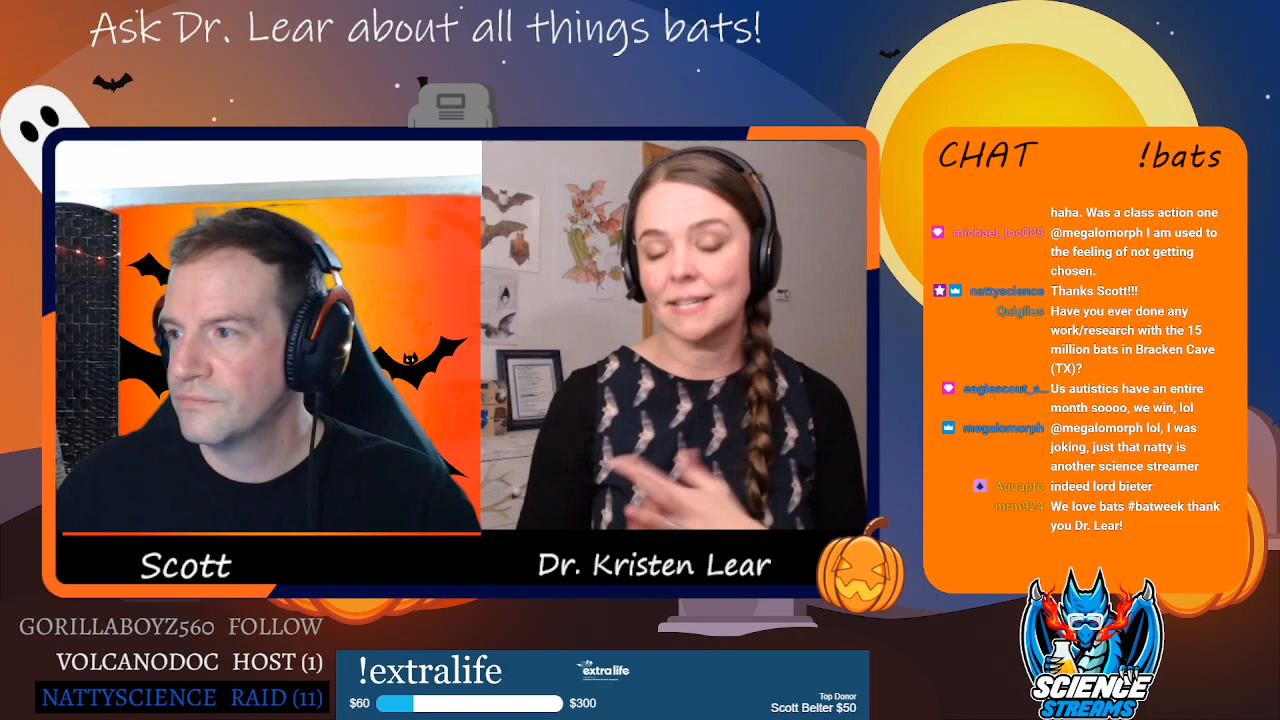 Ask Dr. Lear about all things bats!
CHAT !bats
haha. Was a class action one
michael_loc009 @megalomorph I am used to
the feeling of not getting
chosen.
nattyscience Thanks Scott!!!
Quigilius Have you ever done any
work/research with the 15
million bats in Bracken Cave
(TX)?
eaglescout_s... Us autistics have an entire
month soooo, we win, lol
megalomorph @megalomorph lol, I was
joking, just that natty is
another science streamer
Aquapfp indeed lord bieter
mrm924 We love bats #batweek thank
you Dr. Lear!
Scott
Dr. Kristen Lear
GORILLABOYZ560 FOLLOW
VOLCANODOC HOST (1)
NATTYSCIENCE RAID (11)
!extralife
extralife
$60 $300
Top Donor
Scott Beiter $50
SCIENCE
STREAMS